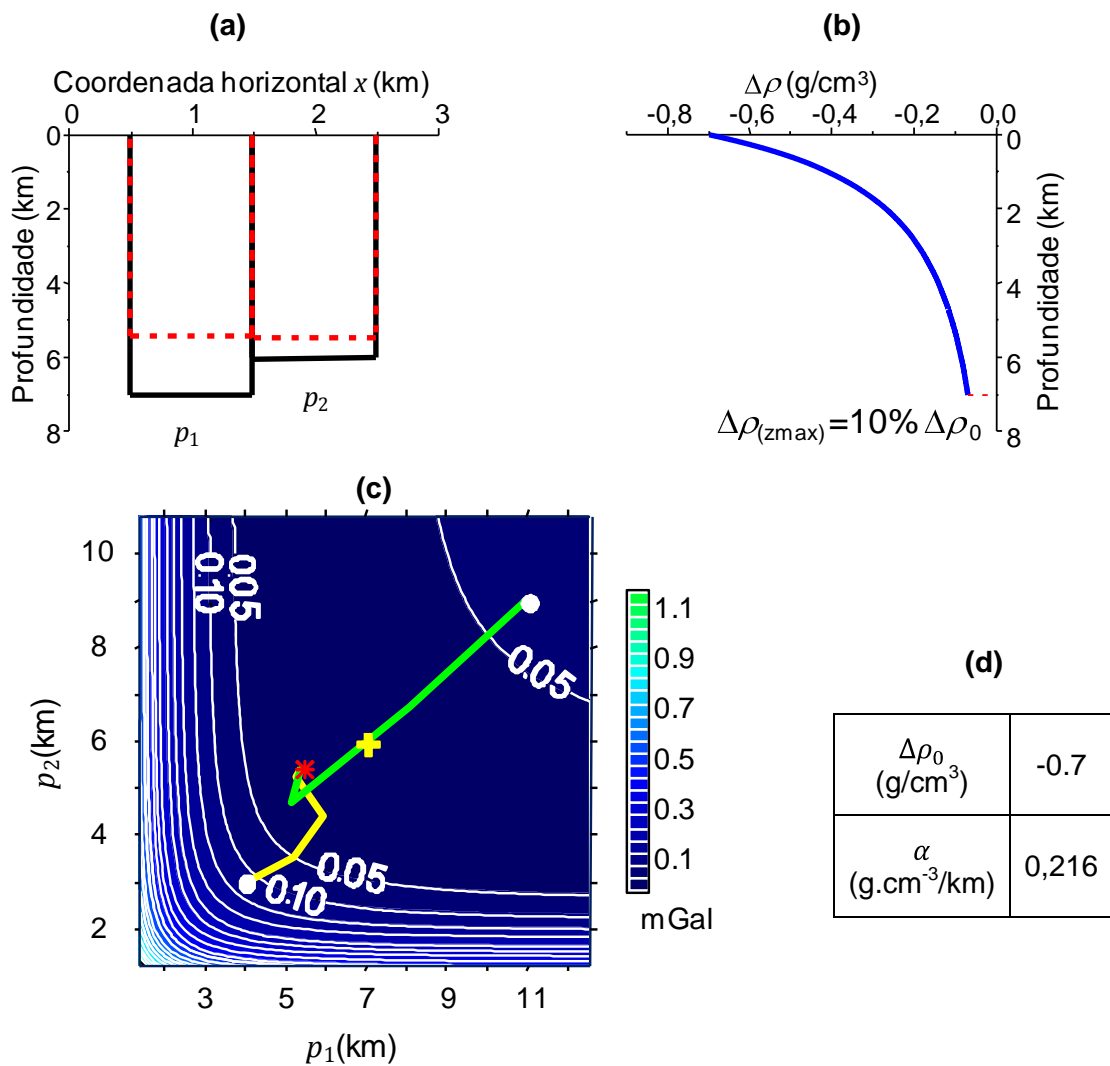 (a)
Coordenada horizontal x (km)
0 1 2 3
0
2
4
6
8
Profundidade (km)
p₁
p₂
(b)
Δρ (g/cm³)
-0,8 -0,6 -0,4 -0,2 0,0
0
2
4
6
8
Profundidade (km)
Δρ(zmax) =10% Δρ₀
(c)
10
8
6
4
2
p₂(km)
3 5 7 9 11
p₁(km)
0.10
0.05
0.05
0.05
0.10
1.1
0.9
0.7
0.5
0.3
0.1
mGal
(d)
Δρ₀
(g/cm³)
-0.7
α
(g.cm⁻³/km)
0,216